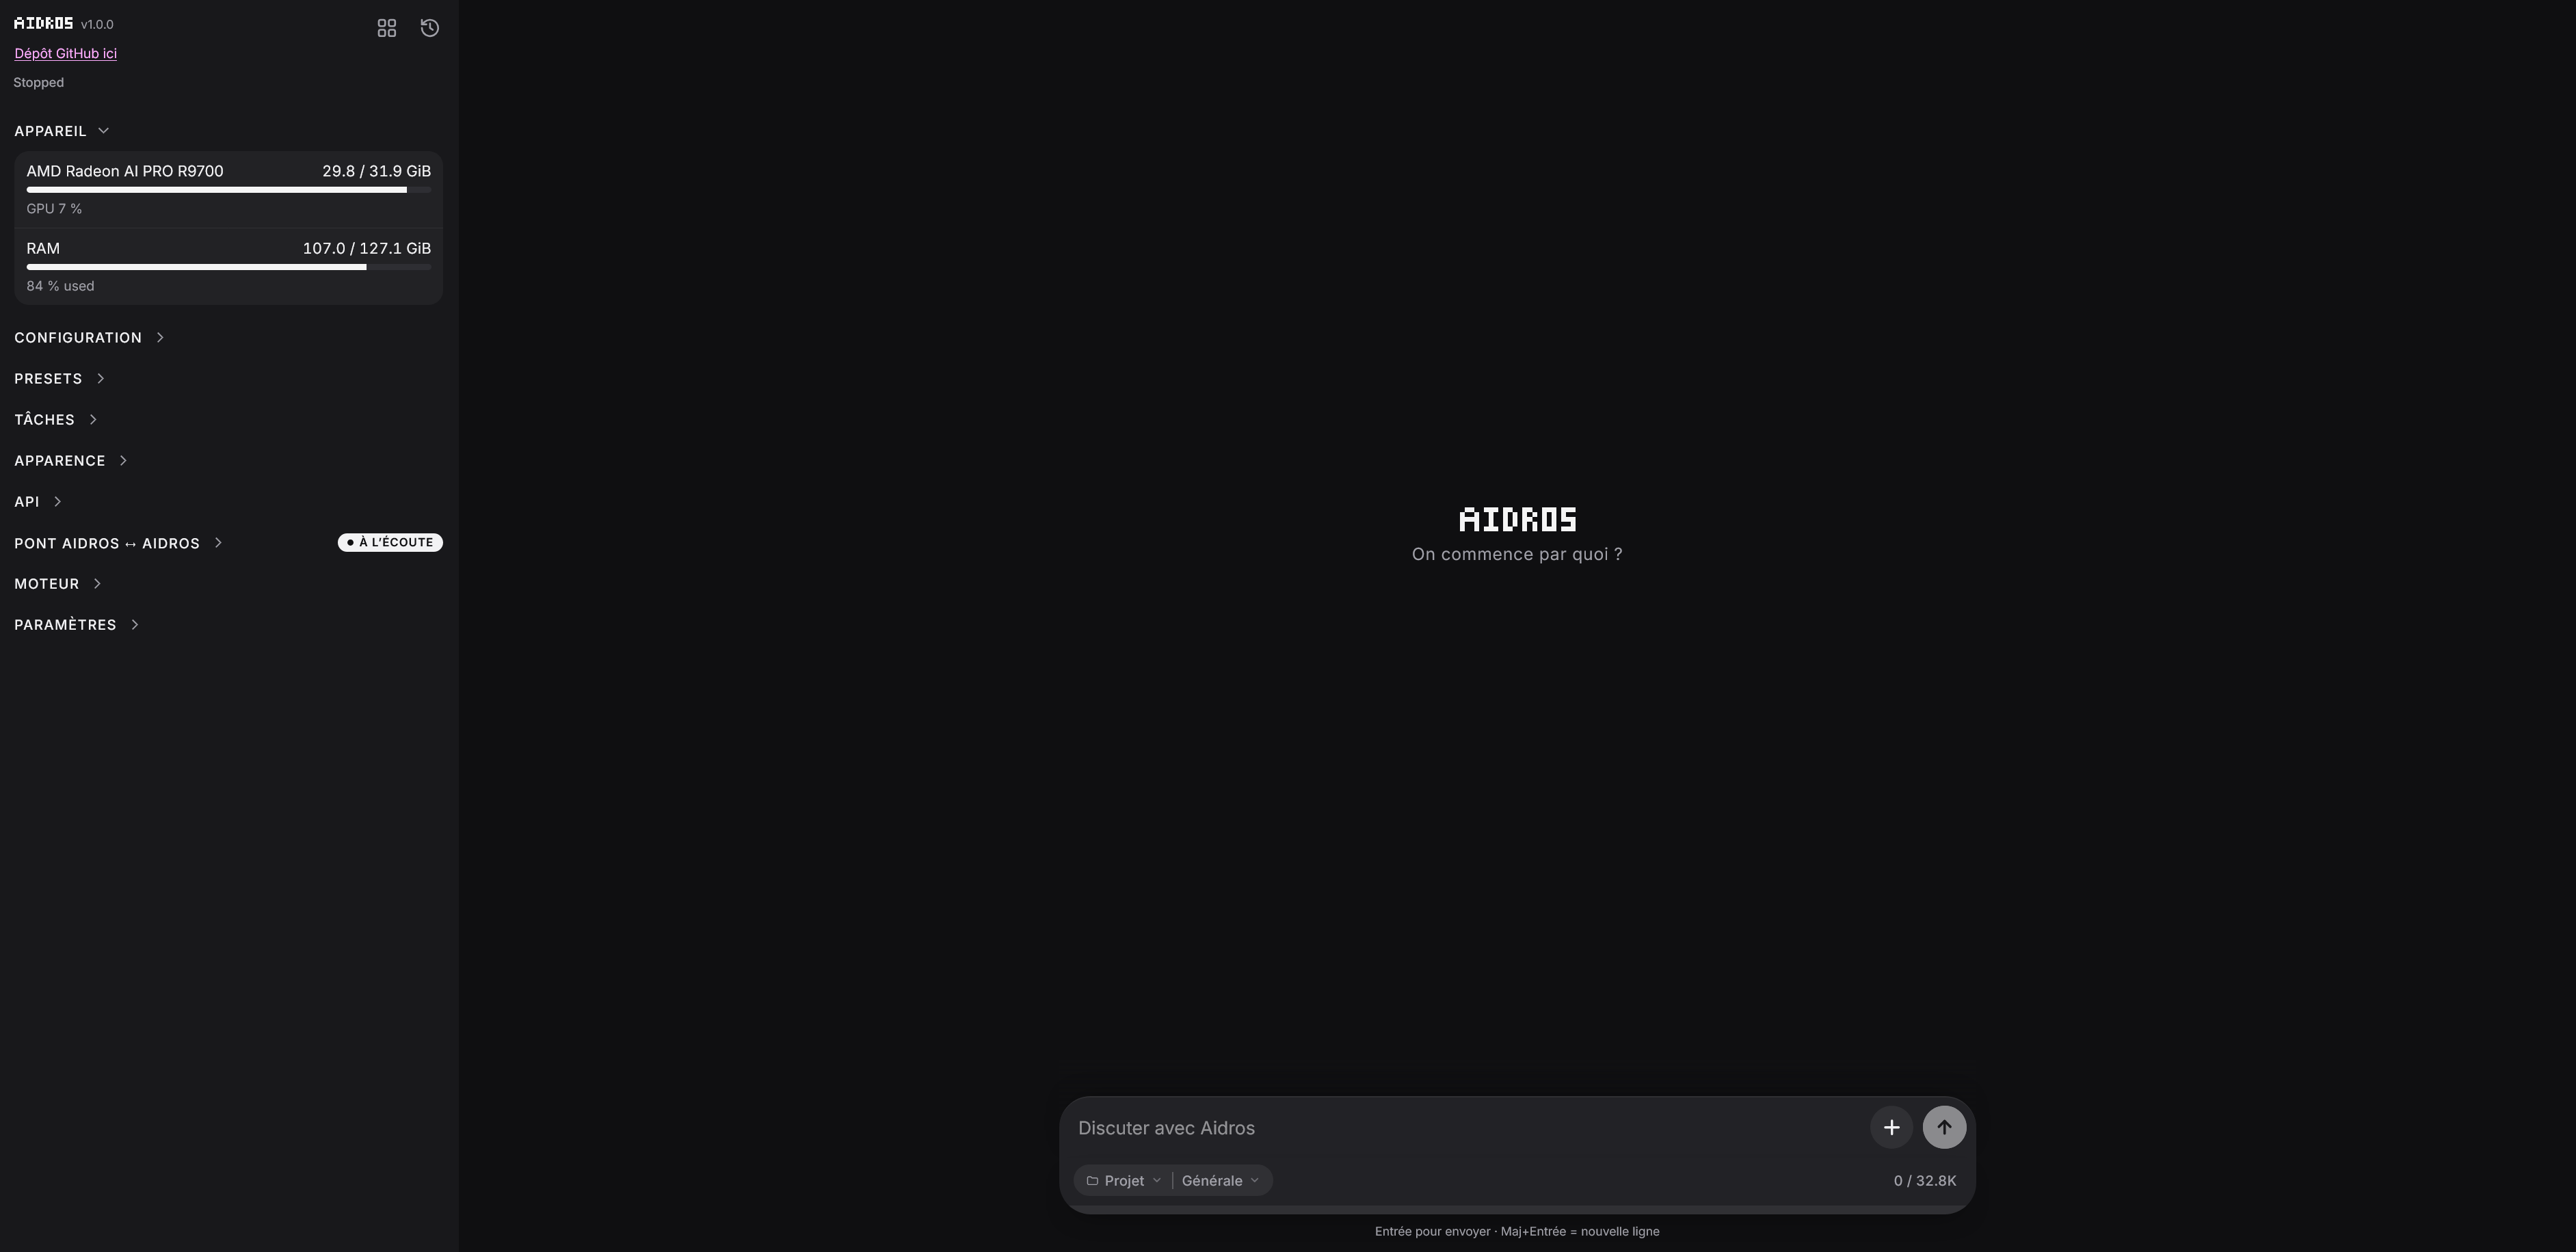 AIDROS v1.0.0
Dépôt GitHub ici
Stopped
APPAREIL
AMD Radeon AI PRO R9700 29.8 / 31.9 GiB
GPU 7 %
RAM 107.0 / 127.1 GiB
84 % used
CONFIGURATION
PRESETS
TÂCHES
APPARENCE
API
PONT AIDROS ↔ AIDROS À L’ÉCOUTE
MOTEUR
PARAMÈTRES
AIDROS
On commence par quoi ?
Discuter avec Aidros
Projet Générale 0 / 32.8K
Entrée pour envoyer · Maj+Entrée = nouvelle ligne